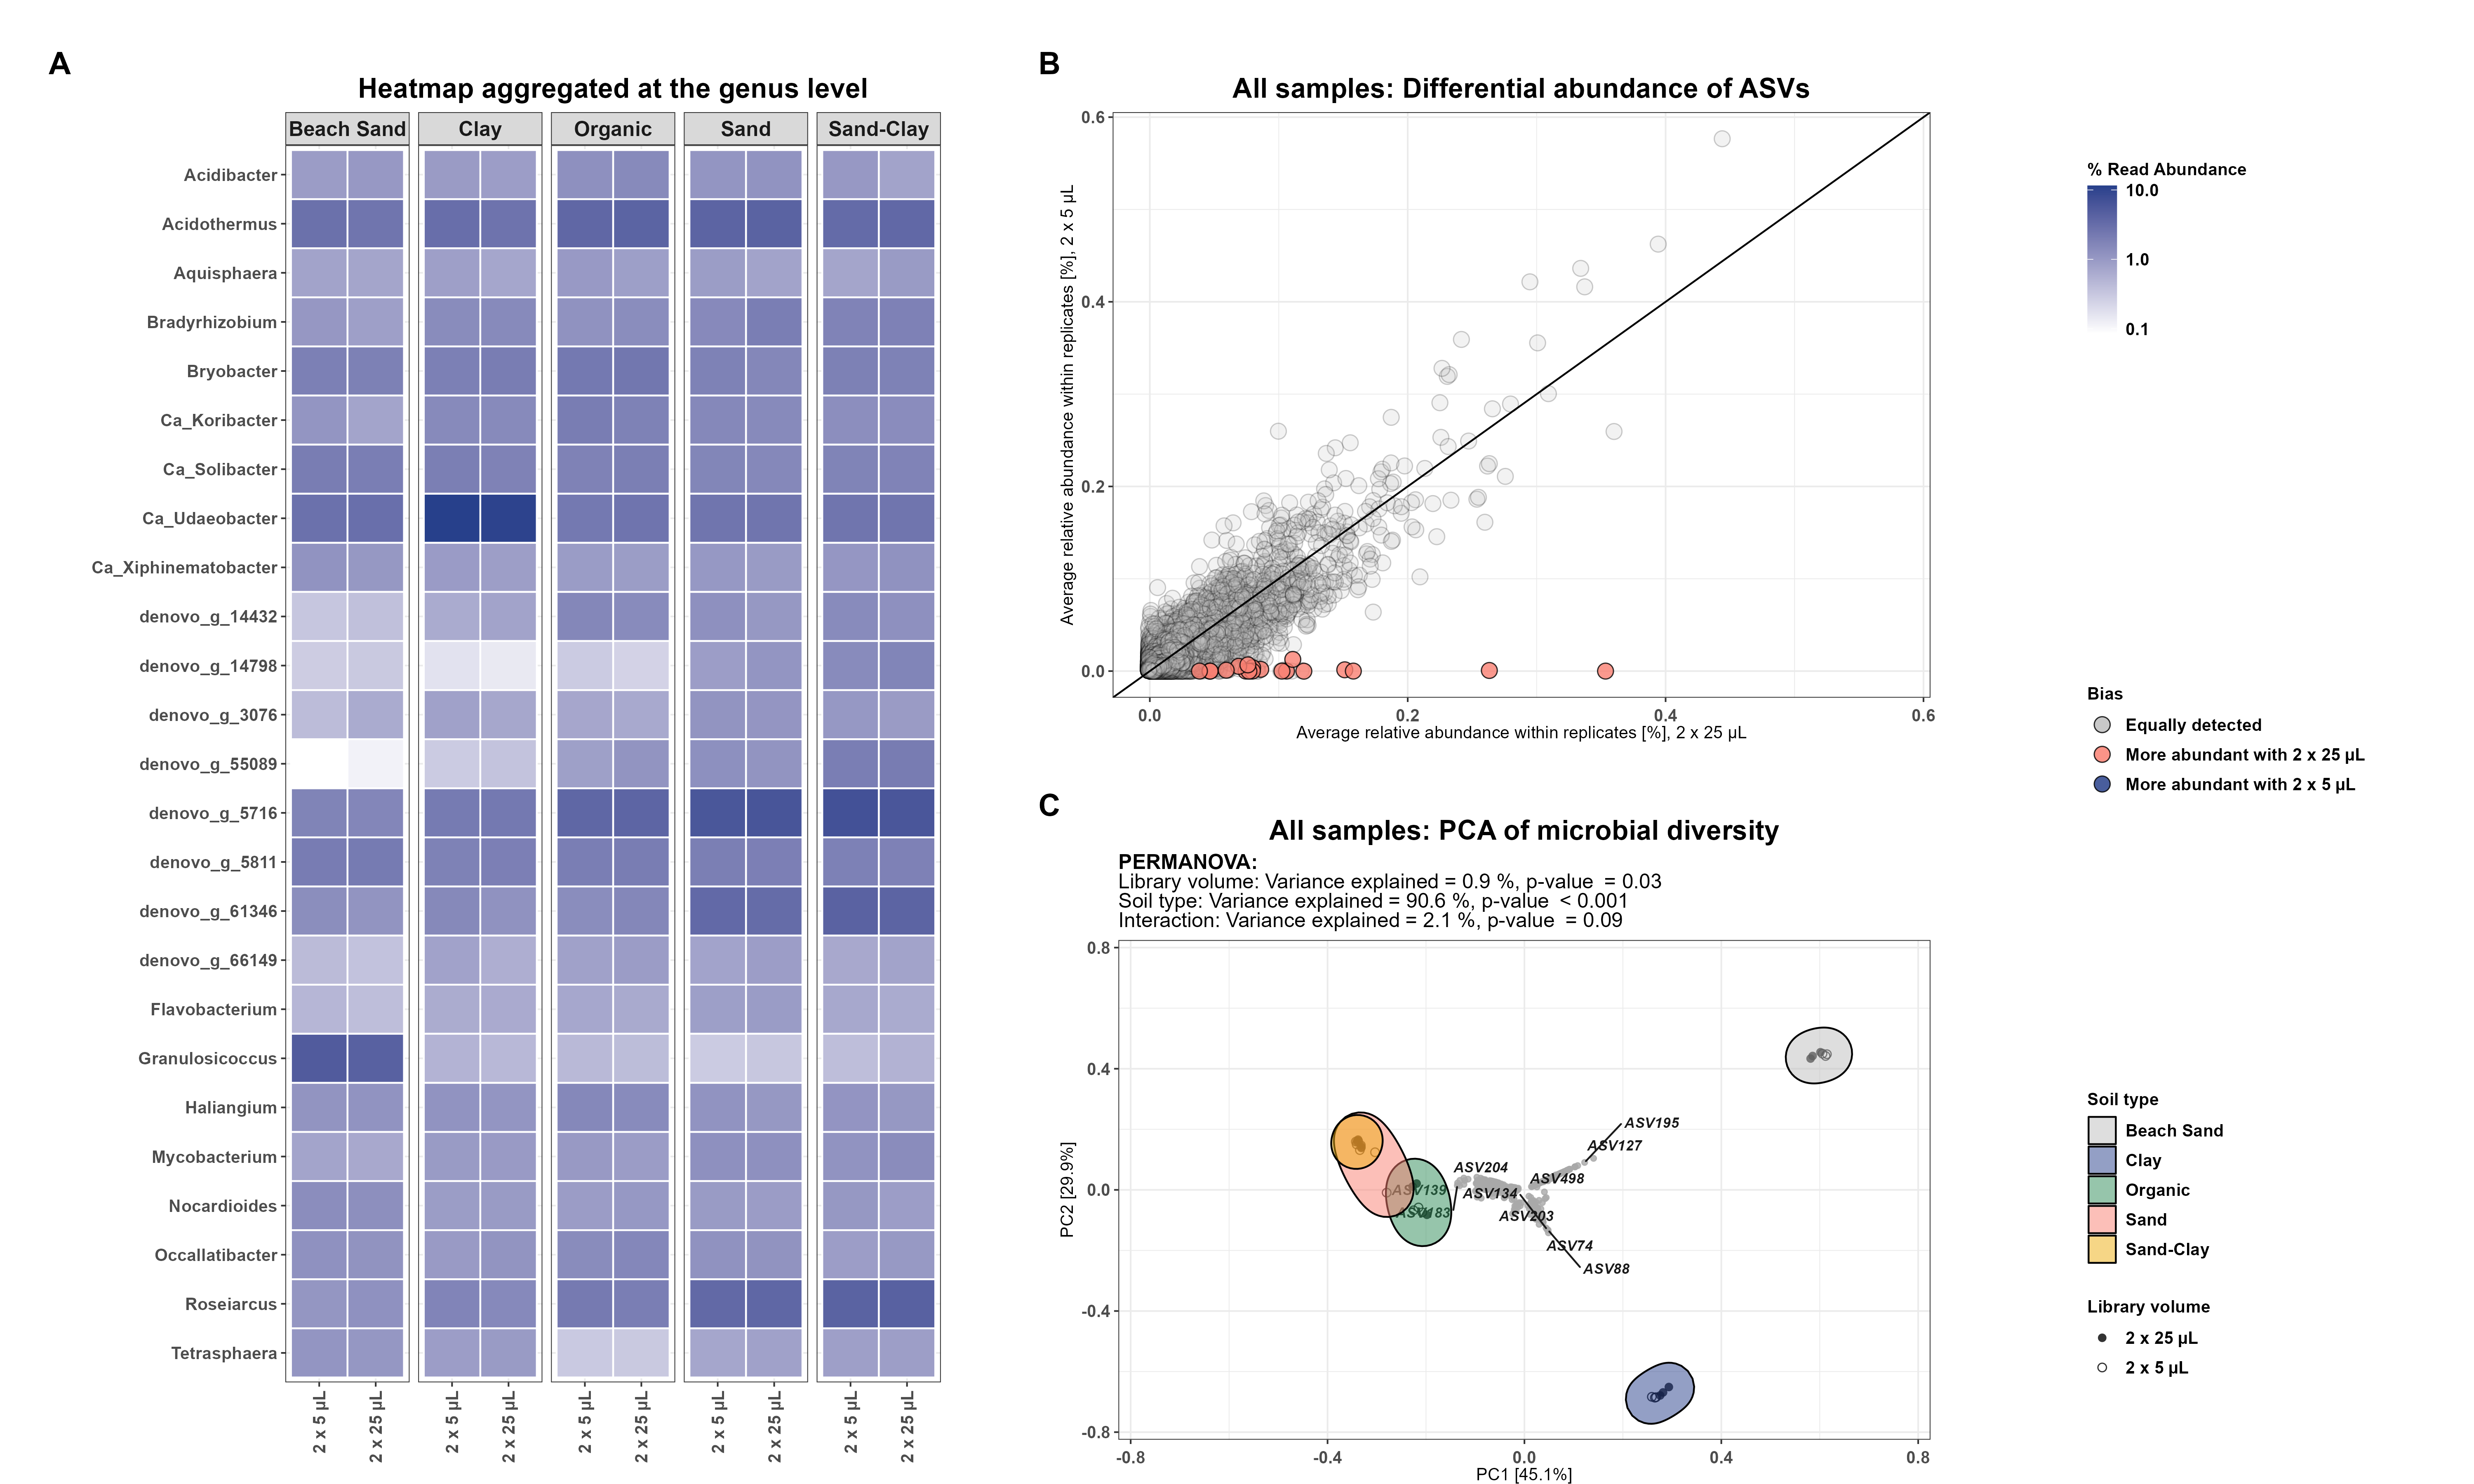 A
Heatmap aggregated at the genus level
Beach Sand
Clay
Organic
Sand
Sand-Clay
Acidibacter
Acidothermus
Aquisphaera
Bradyrhizobium
Bryobacter
Ca_Koribacter
Ca_Solibacter
Ca_Udaeobacter
Ca_Xiphinematobacter
denovo_g_14432
denovo_g_14798
denovo_g_3076
denovo_g_55089
denovo_g_5716
denovo_g_5811
denovo_g_61346
denovo_g_66149
Flavobacterium
Granulosicoccus
Haliangium
Mycobacterium
Nocardioides
Occallatibacter
Roseiarcus
Tetrasphaera
2 x 5 µL
2 x 25 µL
2 x 5 µL
2 x 25 µL
2 x 5 µL
2 x 25 µL
2 x 5 µL
2 x 25 µL
2 x 5 µL
2 x 25 µL
B
All samples: Differential abundance of ASVs
Average relative abundance within replicates [%], 2 x 5 µL
0.6
0.4
0.2
0.0
0.0
0.2
0.4
0.6
Average relative abundance within replicates [%], 2 x 25 µL
% Read Abundance
10.0
1.0
0.1
Bias
Equally detected
More abundant with 2 x 25 µL
More abundant with 2 x 5 µL
C
All samples: PCA of microbial diversity
PERMANOVA:
Library volume: Variance explained = 0.9 %, p-value  = 0.03
Soil type: Variance explained = 90.6 %, p-value  < 0.001
Interaction: Variance explained = 2.1 %, p-value  = 0.09
PC2 [29.9%]
0.8
0.4
0.0
-0.4
-0.8
ASV195
ASV127
ASV204
ASV498
ASV139
ASV134
ASV183
ASV203
ASV74
ASV88
-0.8
-0.4
0.0
0.4
0.8
PC1 [45.1%]
Soil type
Beach Sand
Clay
Organic
Sand
Sand-Clay
Library volume
2 x 25 µL
2 x 5 µL